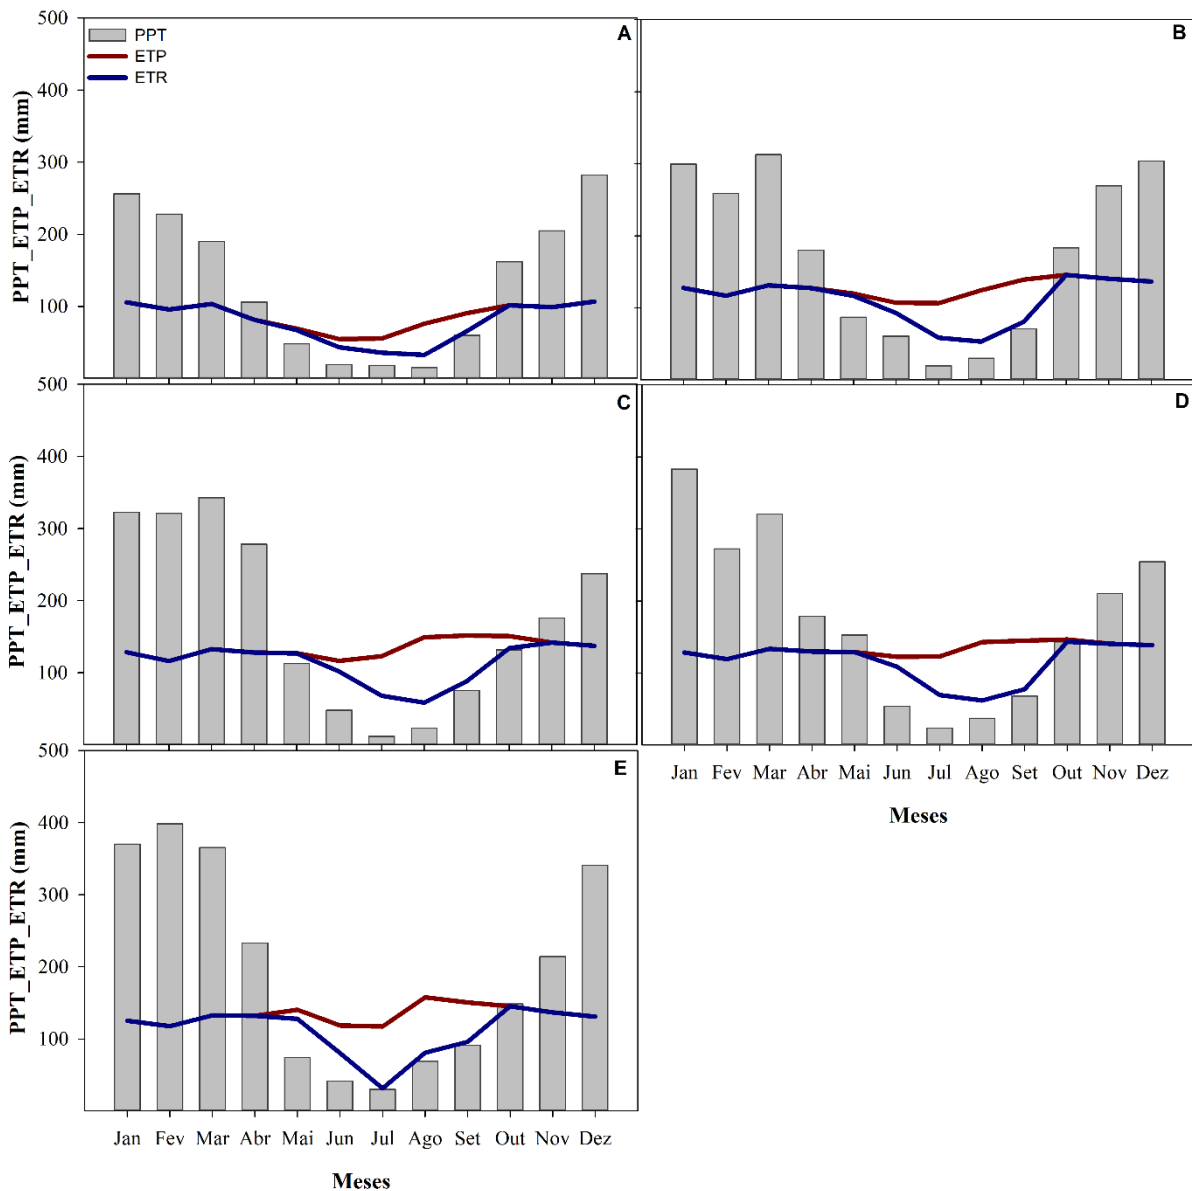 500
400
300
200
100
PPT_ETP_ETR (mm)
PPT
ETP
ETR
A
B
500
400
300
200
100
PPT_ETP_ETR (mm)
C
D
Jan Fev Mar Abr Mai Jun Jul Ago Set Out Nov Dez
Meses
500
400
300
200
100
PPT_ETP_ETR (mm)
E
Jan Fev Mar Abr Mai Jun Jul Ago Set Out Nov Dez
Meses